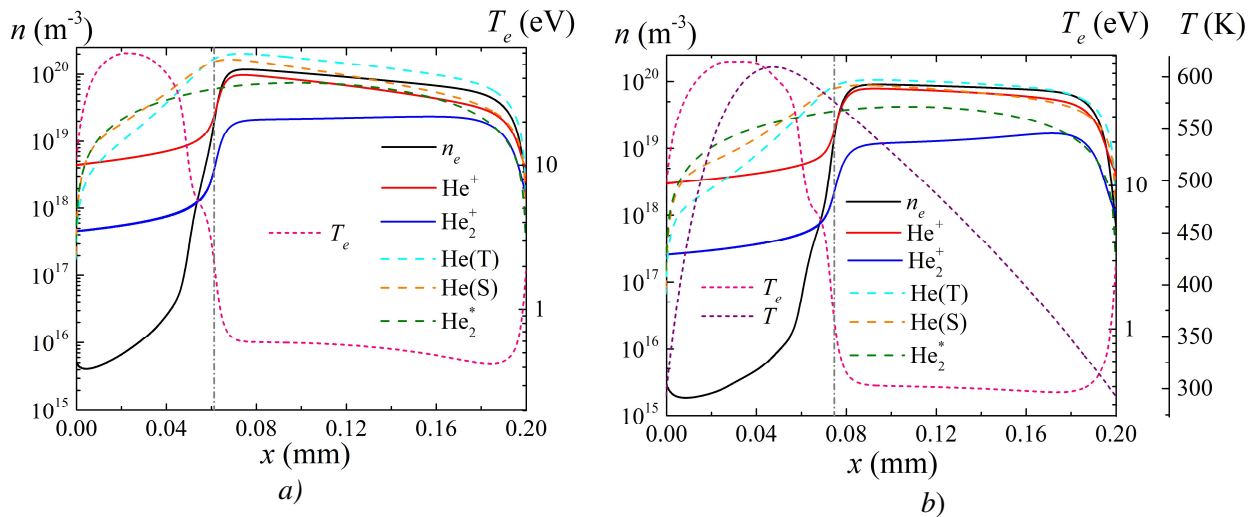 n (m⁻³)
Tₑ (eV)
10²⁰
10¹⁹
10¹⁸
10¹⁷
10¹⁶
10¹⁵
10
1
nₑ
He⁺
He₂⁺
He(T)
He(S)
He₂*
Tₑ
0.00 0.04 0.08 0.12 0.16 0.20
x (mm)
a)
n (m⁻³)
Tₑ (eV) T (K)
10²⁰
10¹⁹
10¹⁸
10¹⁷
10¹⁶
10¹⁵
10
1
600
550
500
450
400
350
300
nₑ
He⁺
He₂⁺
He(T)
He(S)
He₂*
Tₑ
T
0.00 0.04 0.08 0.12 0.16 0.20
x (mm)
b)